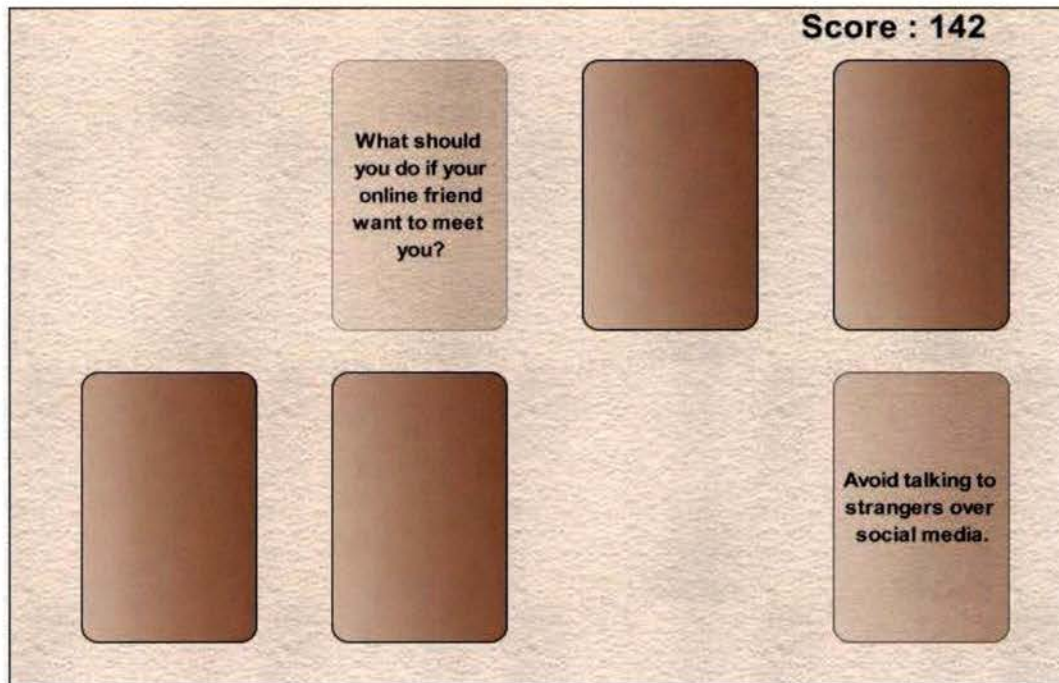 Score : 142
What should
you do if your
online friend
want to meet
you?
Avoid talking to
strangers over
social media.